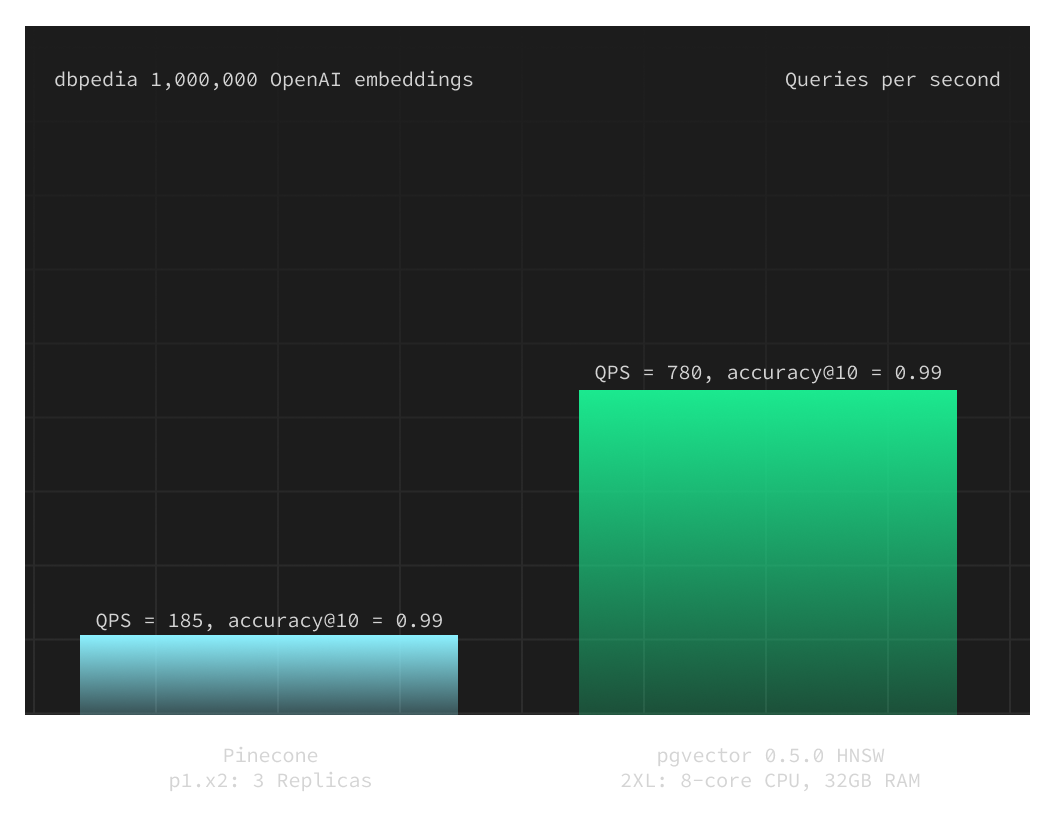 dbpedia 1,000,000 OpenAI embeddings
Queries per second
QPS = 780, accuracy@10 = 0.99
QPS = 185, accuracy@10 = 0.99
Pinecone
p1.x2: 3 Replicas
pgvector 0.5.0 HNSW
2XL: 8-core CPU, 32GB RAM